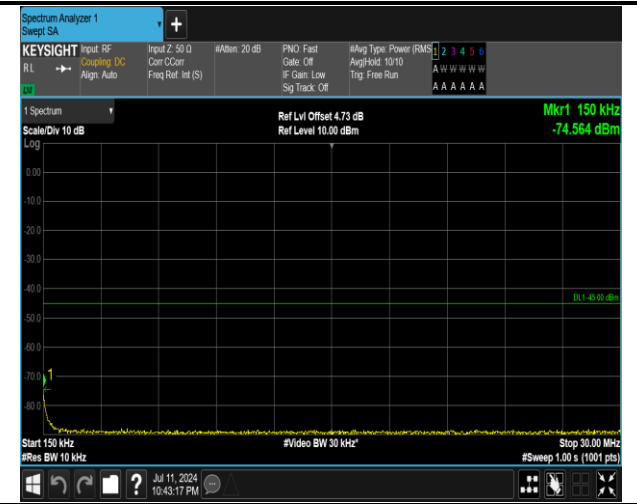 Spectrum Analyzer 1
Swept SA
+
KEYSIGHT Input: RF Input Z: 50 Ω #Atten: 20 dB PNO: Fast #Avg Type: Power (RMS 1 2 3 4 5 6
RL Coupling: DC Corr CCorr Gate: Off Avg|Hold: 10/10 A W W W W W
Align: Auto Freq Ref: Int (S) IF Gain: Low Trig: Free Run
Sig Track: Off A A A A A A
1 Spectrum Ref Lvl Offset 4.73 dB Mkr1 150 kHz
Scale/Div 10 dB Ref Level 10.00 dBm -74.564 dBm
Log
0.00
-10.0
-20.0
-30.0
-40.0
DL1 -45.00 dBm
-50.0
-60.0
-70.0 1
-80.0
Start 150 kHz #Video BW 30 kHz* Stop 30.00 MHz
#Res BW 10 kHz #Sweep 1.00 s (1001 pts)
? Jul 11, 2024
10:43:17 PM